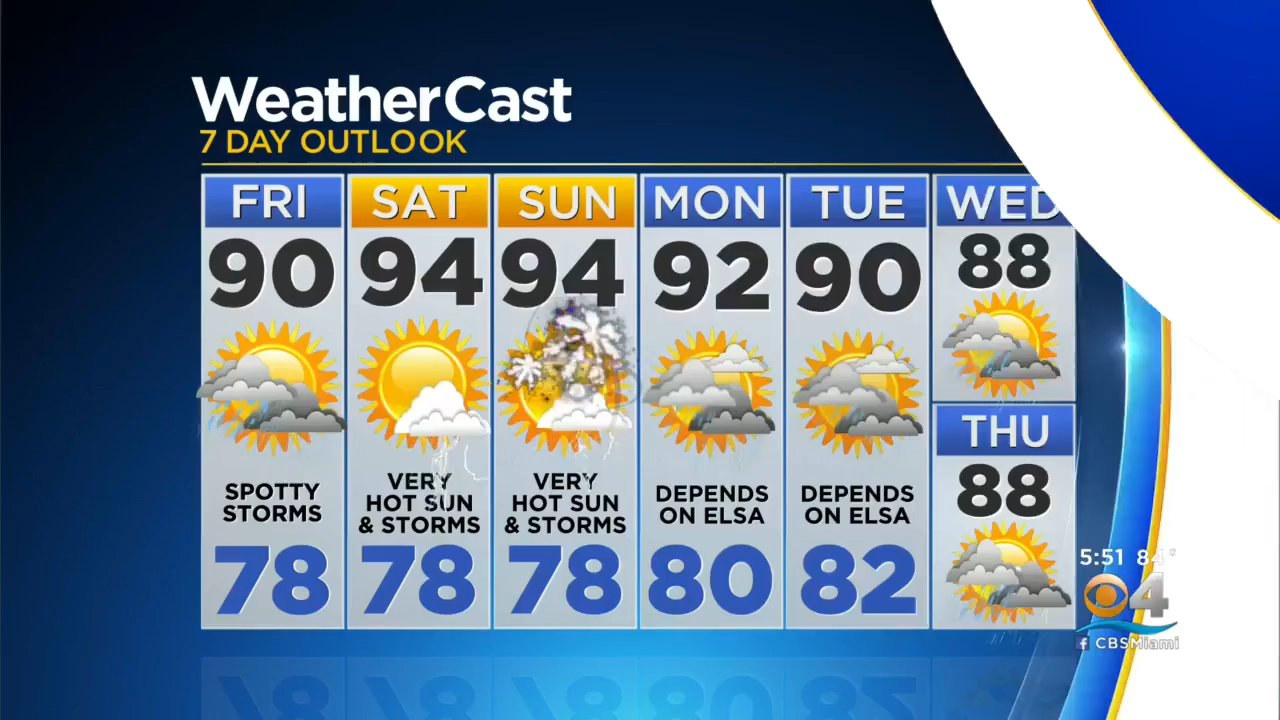 WeatherCast
7 DAY OUTLOOK
FRI
90
SPOTTY
STORMS
78
SAT
94
VERY
HOT SUN
& STORMS
78
SUN
94
VERY
HOT SUN
& STORMS
78
MON
92
DEPENDS
ON ELSA
80
TUE
90
DEPENDS
ON ELSA
82
WED
88
THU
88
5:51 84°
4
f CBSMiami